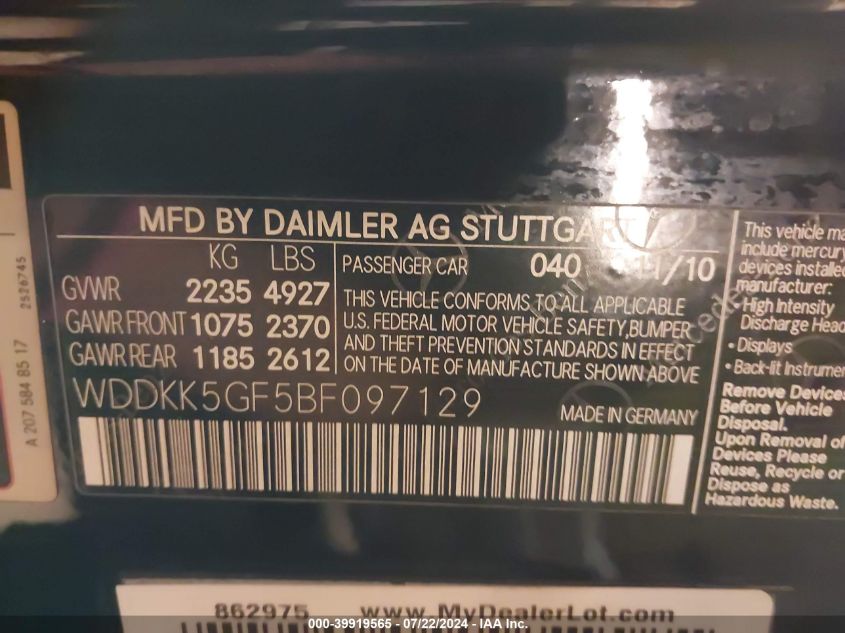 MFD BY DAIMLER AG STUTTGART
KG LBS
GVWR 2235 4927
GAWR FRONT 1075 2370
GAWR REAR 1185 2612
PASSENGER CAR 040 /10
THIS VEHICLE CONFORMS TO ALL APPLICABLE
U.S. FEDERAL MOTOR VEHICLE SAFETY,BUMPER
AND THEFT PREVENTION STANDARDS IN EFFECT
ON THE DATE OF MANUFACTURE SHOWN ABOVE
WDDKK5GF5BF097129
MADE IN GERMANY
This vehicle ma
include mercury
devices installed
manufacturer:
• High Intensity
Discharge Head
• Displays
• Back-lit Instrumen
Remove Devices
Before Vehicle
Disposal.
Upon Removal of
Devices Please
Reuse, Recycle or
Dispose as
Hazardous Waste.
A 207 584 85 17 2526745
862975 www.MyDealerLot.com
000-39919565 - 07/22/2024 - IAA Inc.